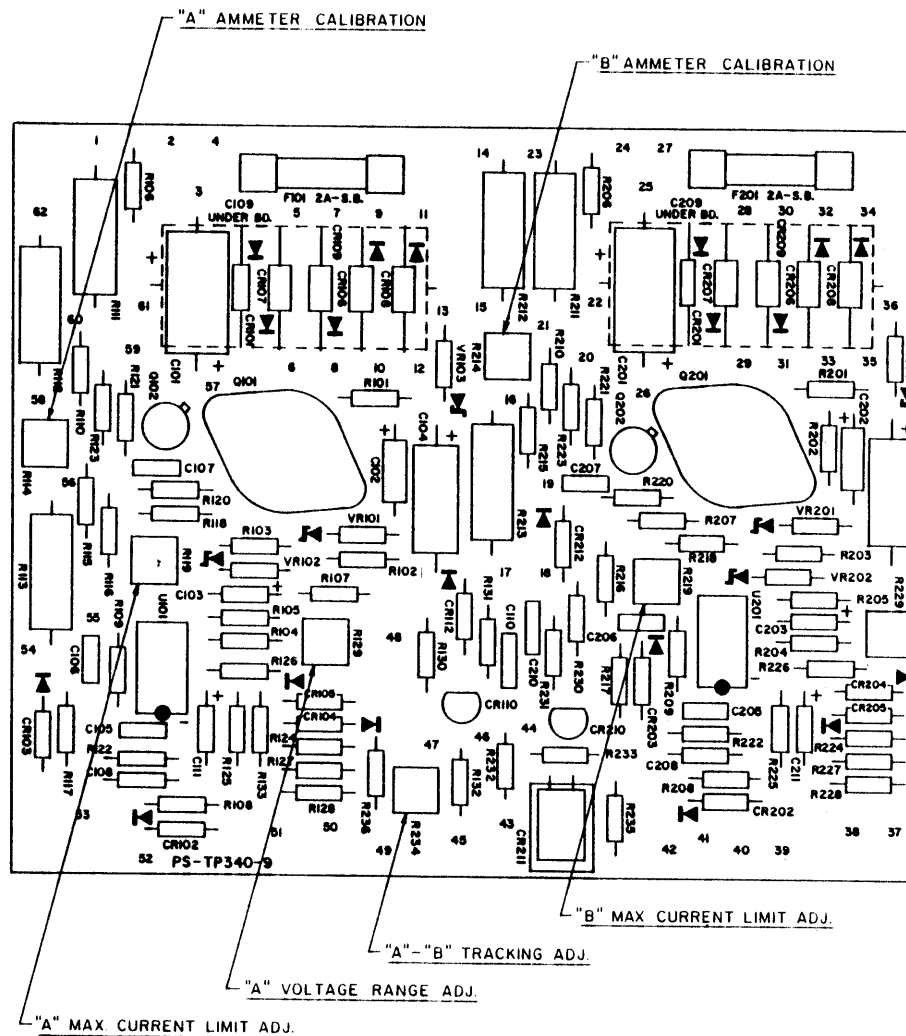 "A" AMMETER CALIBRATION
"B" AMMETER CALIBRATION
1 2 4 14 23 24 27
3 25
62 R106 F101 2A-S.B. R206 F201 2A-S.B.
C109 UNDER BD. 5 7 9 11
C209 UNDER BD. 28 30 32 34
CR109 CR209
CR107 CR106 CR108
CR207 CR206 CR208
61 R111 CR101 15 R212 R211 22 CR201 36
60 13 21
59 C101 6 8 10 12 VR103 R214 R210 20 C201 29 31 33 35
58 R118 R110 R123 R121 Q102 57 Q101 R101 16 R221 Q202 26 Q201 R201
R114 C107 C102 C104 R215 R223 R202 C202
56 R120 19 C207 R220
R118 R103 VR101 R213 R207 VR201
R113 R115 R116 R119 VR102 R102 CR212 R218 R203
C103 R107 17 18 R216 R219 VR202 R229
55 R109 U101 R105 CR112 R131 C110 U201 R205
R104 R129 48 C206 C203
54 C106 R126 R130 C210 R231 R230 R217 CR203 R209 R204
R226
CR103 R117 CR105 CR110 CR210 CR204
C105 CR104 44 C205 CR205
R122 C111 R125 R133 R124 47 46 R232 R233 R222 R225 C211 R224
C108 R127 C208 R227
53 R108 R128 R236 R234 R132 43 CR211 R235 R208 R228
CR102 51 50 49 45 CR202 38 37
52 PS-TP340-9 42 41 40 39
"B" MAX CURRENT LIMIT ADJ.
"A"-"B" TRACKING ADJ.
"A" VOLTAGE RANGE ADJ.
"A" MAX. CURRENT LIMIT ADJ.